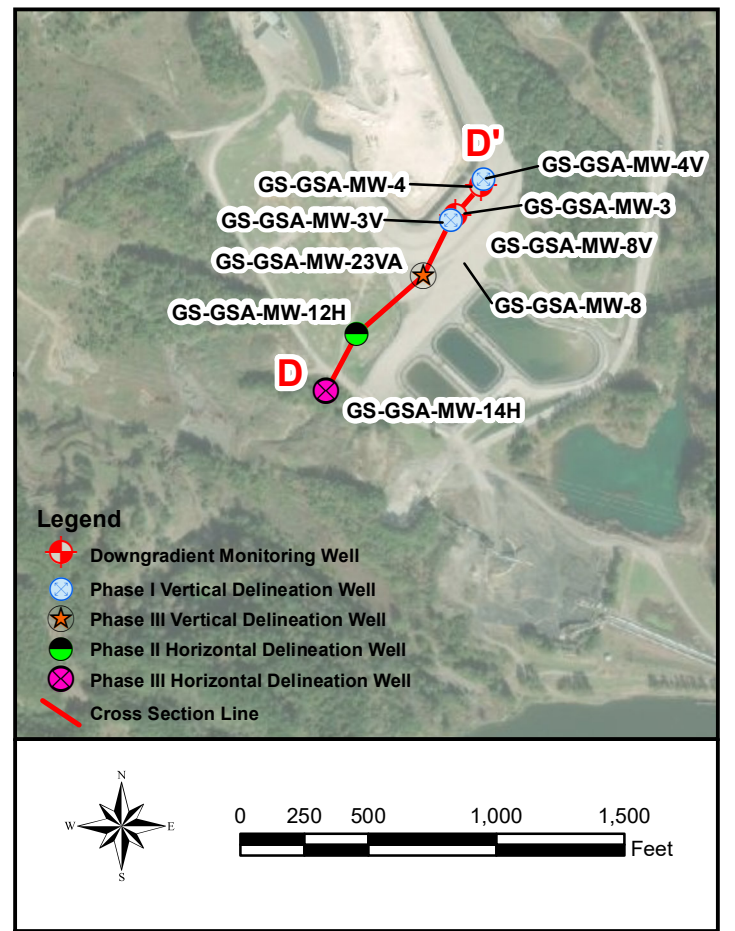 D'
GS-GSA-MW-4V
GS-GSA-MW-4
GS-GSA-MW-3
GS-GSA-MW-3V
GS-GSA-MW-8V
GS-GSA-MW-23VA
GS-GSA-MW-8
GS-GSA-MW-12H
D
GS-GSA-MW-14H
Legend
Downgradient Monitoring Well
Phase I Vertical Delineation Well
Phase III Vertical Delineation Well
Phase II Horizontal Delineation Well
Phase III Horizontal Delineation Well
Cross Section Line
N
W E
S
0 250 500 1,000 1,500
Feet